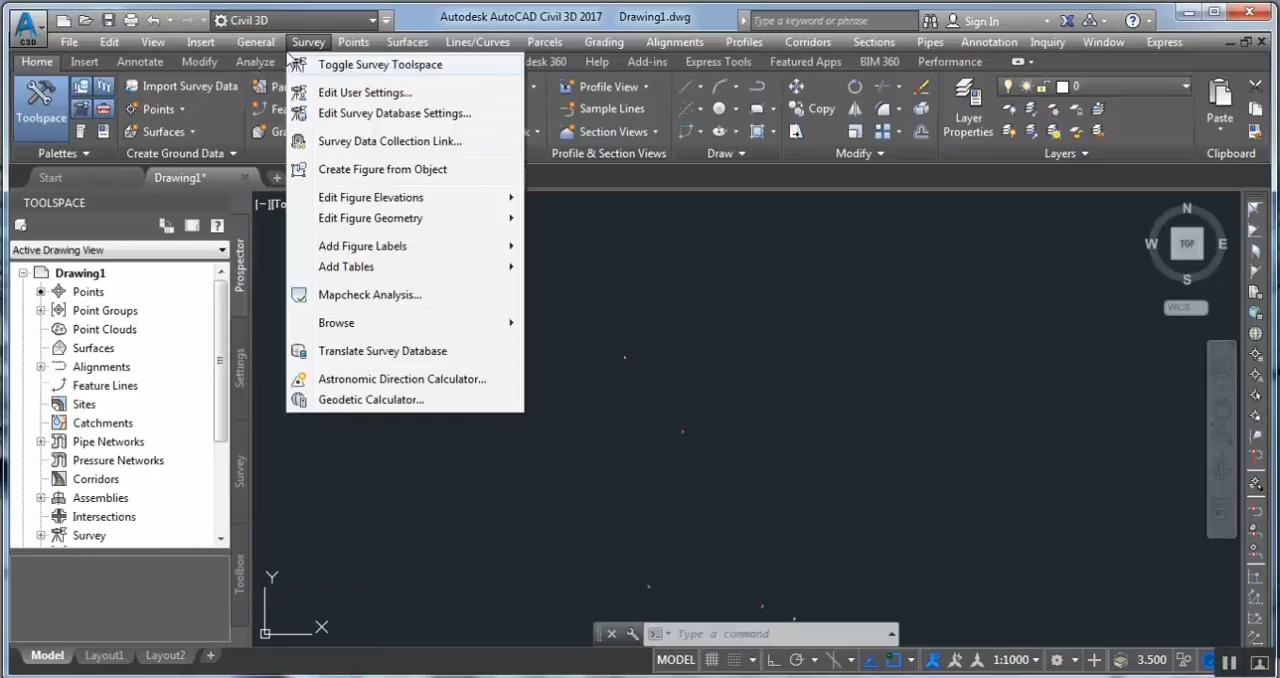 Civil 3D
Autodesk AutoCAD Civil 3D 2017 Drawing1.dwg
Type a keyword or phrase
Sign In
C3D
File Edit View Insert General Survey Points Surfaces Lines/Curves Parcels Grading Alignments Profiles Corridors Sections Pipes Annotation Inquiry Window Express
Home Insert Annotate Modify Analyze
desk 360 Help Add-ins Express Tools Featured Apps BIM 360 Performance
Toolspace
Import Survey Data
Points
Surfaces
Palettes
Create Ground Data
Profile View
Sample Lines
Section Views
Profile & Section Views
Draw
Copy
Modify
Layer
Properties
0
Layers
Paste
Clipboard
Toggle Survey Toolspace
Edit User Settings...
Edit Survey Database Settings...
Survey Data Collection Link...
Create Figure from Object
Edit Figure Elevations
Edit Figure Geometry
Add Figure Labels
Add Tables
Mapcheck Analysis...
Browse
Translate Survey Database
Astronomic Direction Calculator...
Geodetic Calculator...
Start
Drawing1*
TOOLSPACE
Active Drawing View
Drawing1
Points
Point Groups
Point Clouds
Surfaces
Alignments
Feature Lines
Sites
Catchments
Pipe Networks
Pressure Networks
Corridors
Assemblies
Intersections
Survey
Prospector
Settings
Survey
Toolbox
[−][To
N
W TOP E
S
WCS
Y
X
Type a command
Model Layout1 Layout2
MODEL
1:1000
3.500